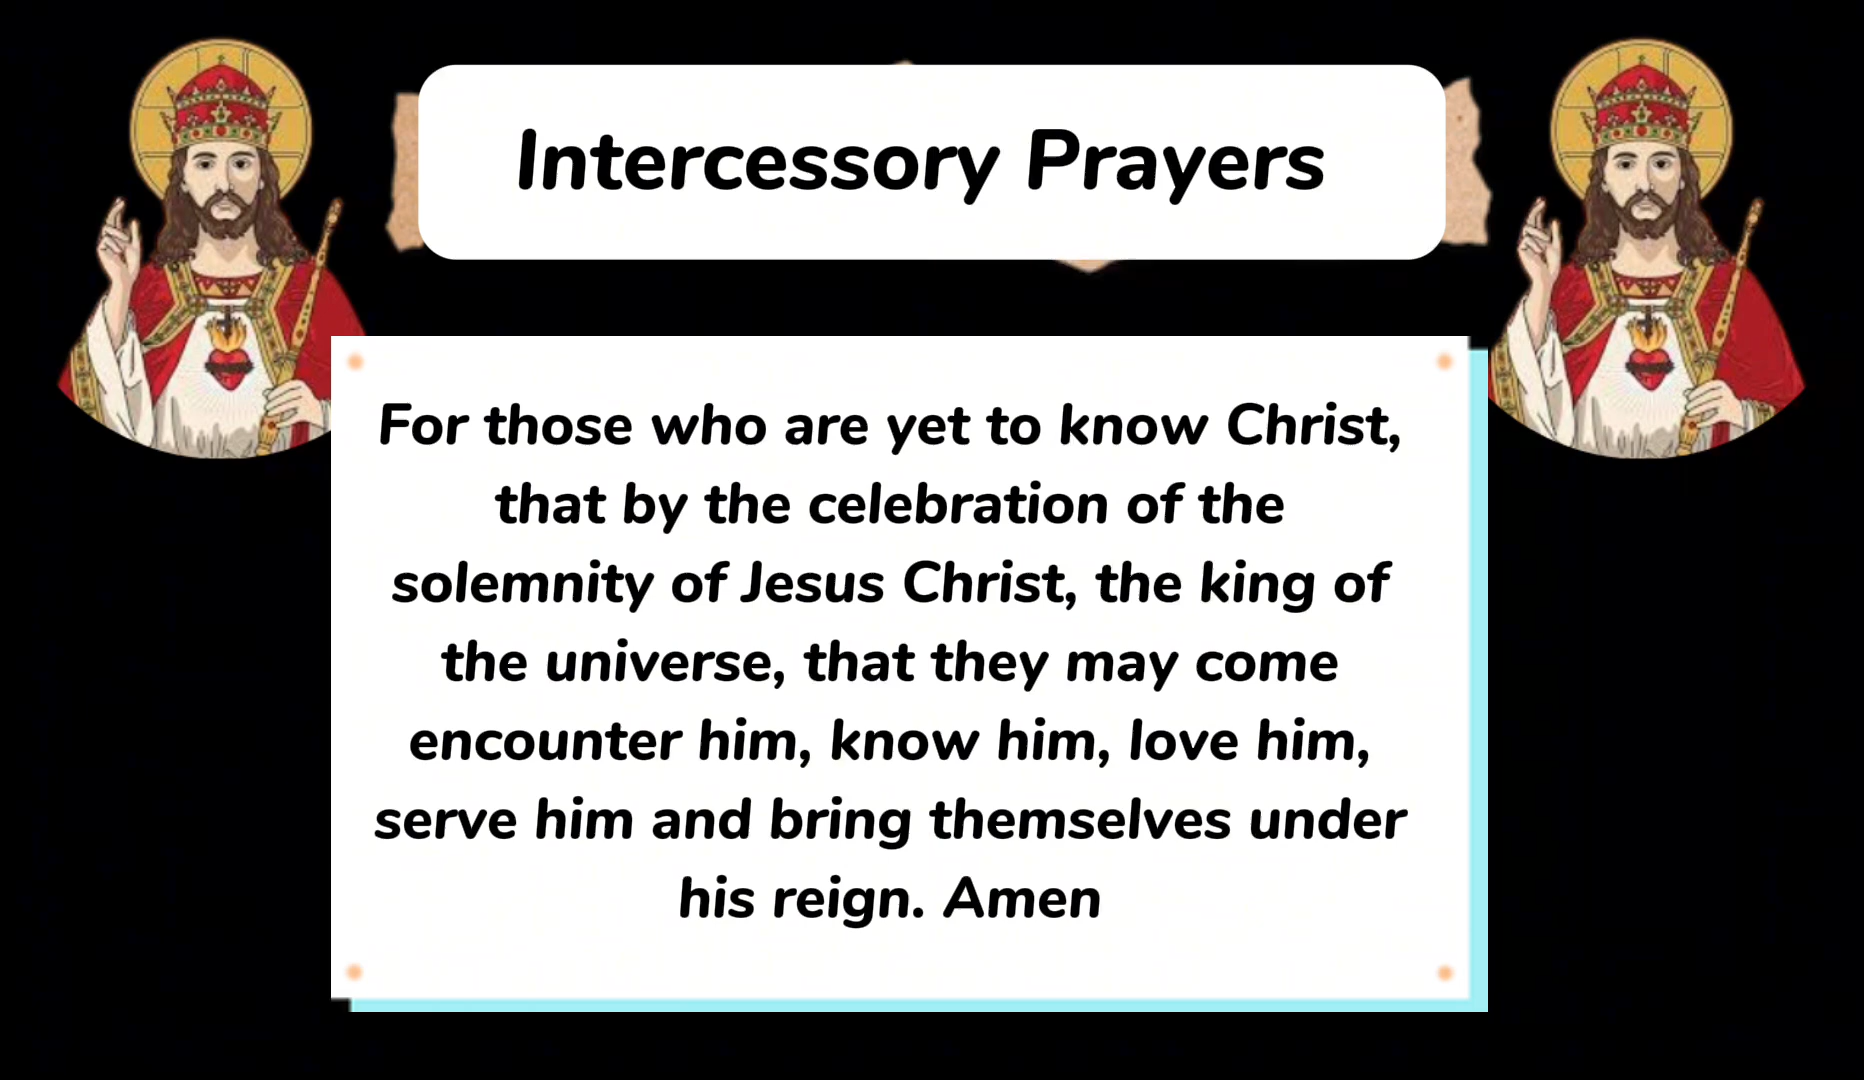 Intercessory Prayers
For those who are yet to know Christ,
that by the celebration of the
solemnity of Jesus Christ, the king of
the universe, that they may come
encounter him, know him, love him,
serve him and bring themselves under
his reign. Amen